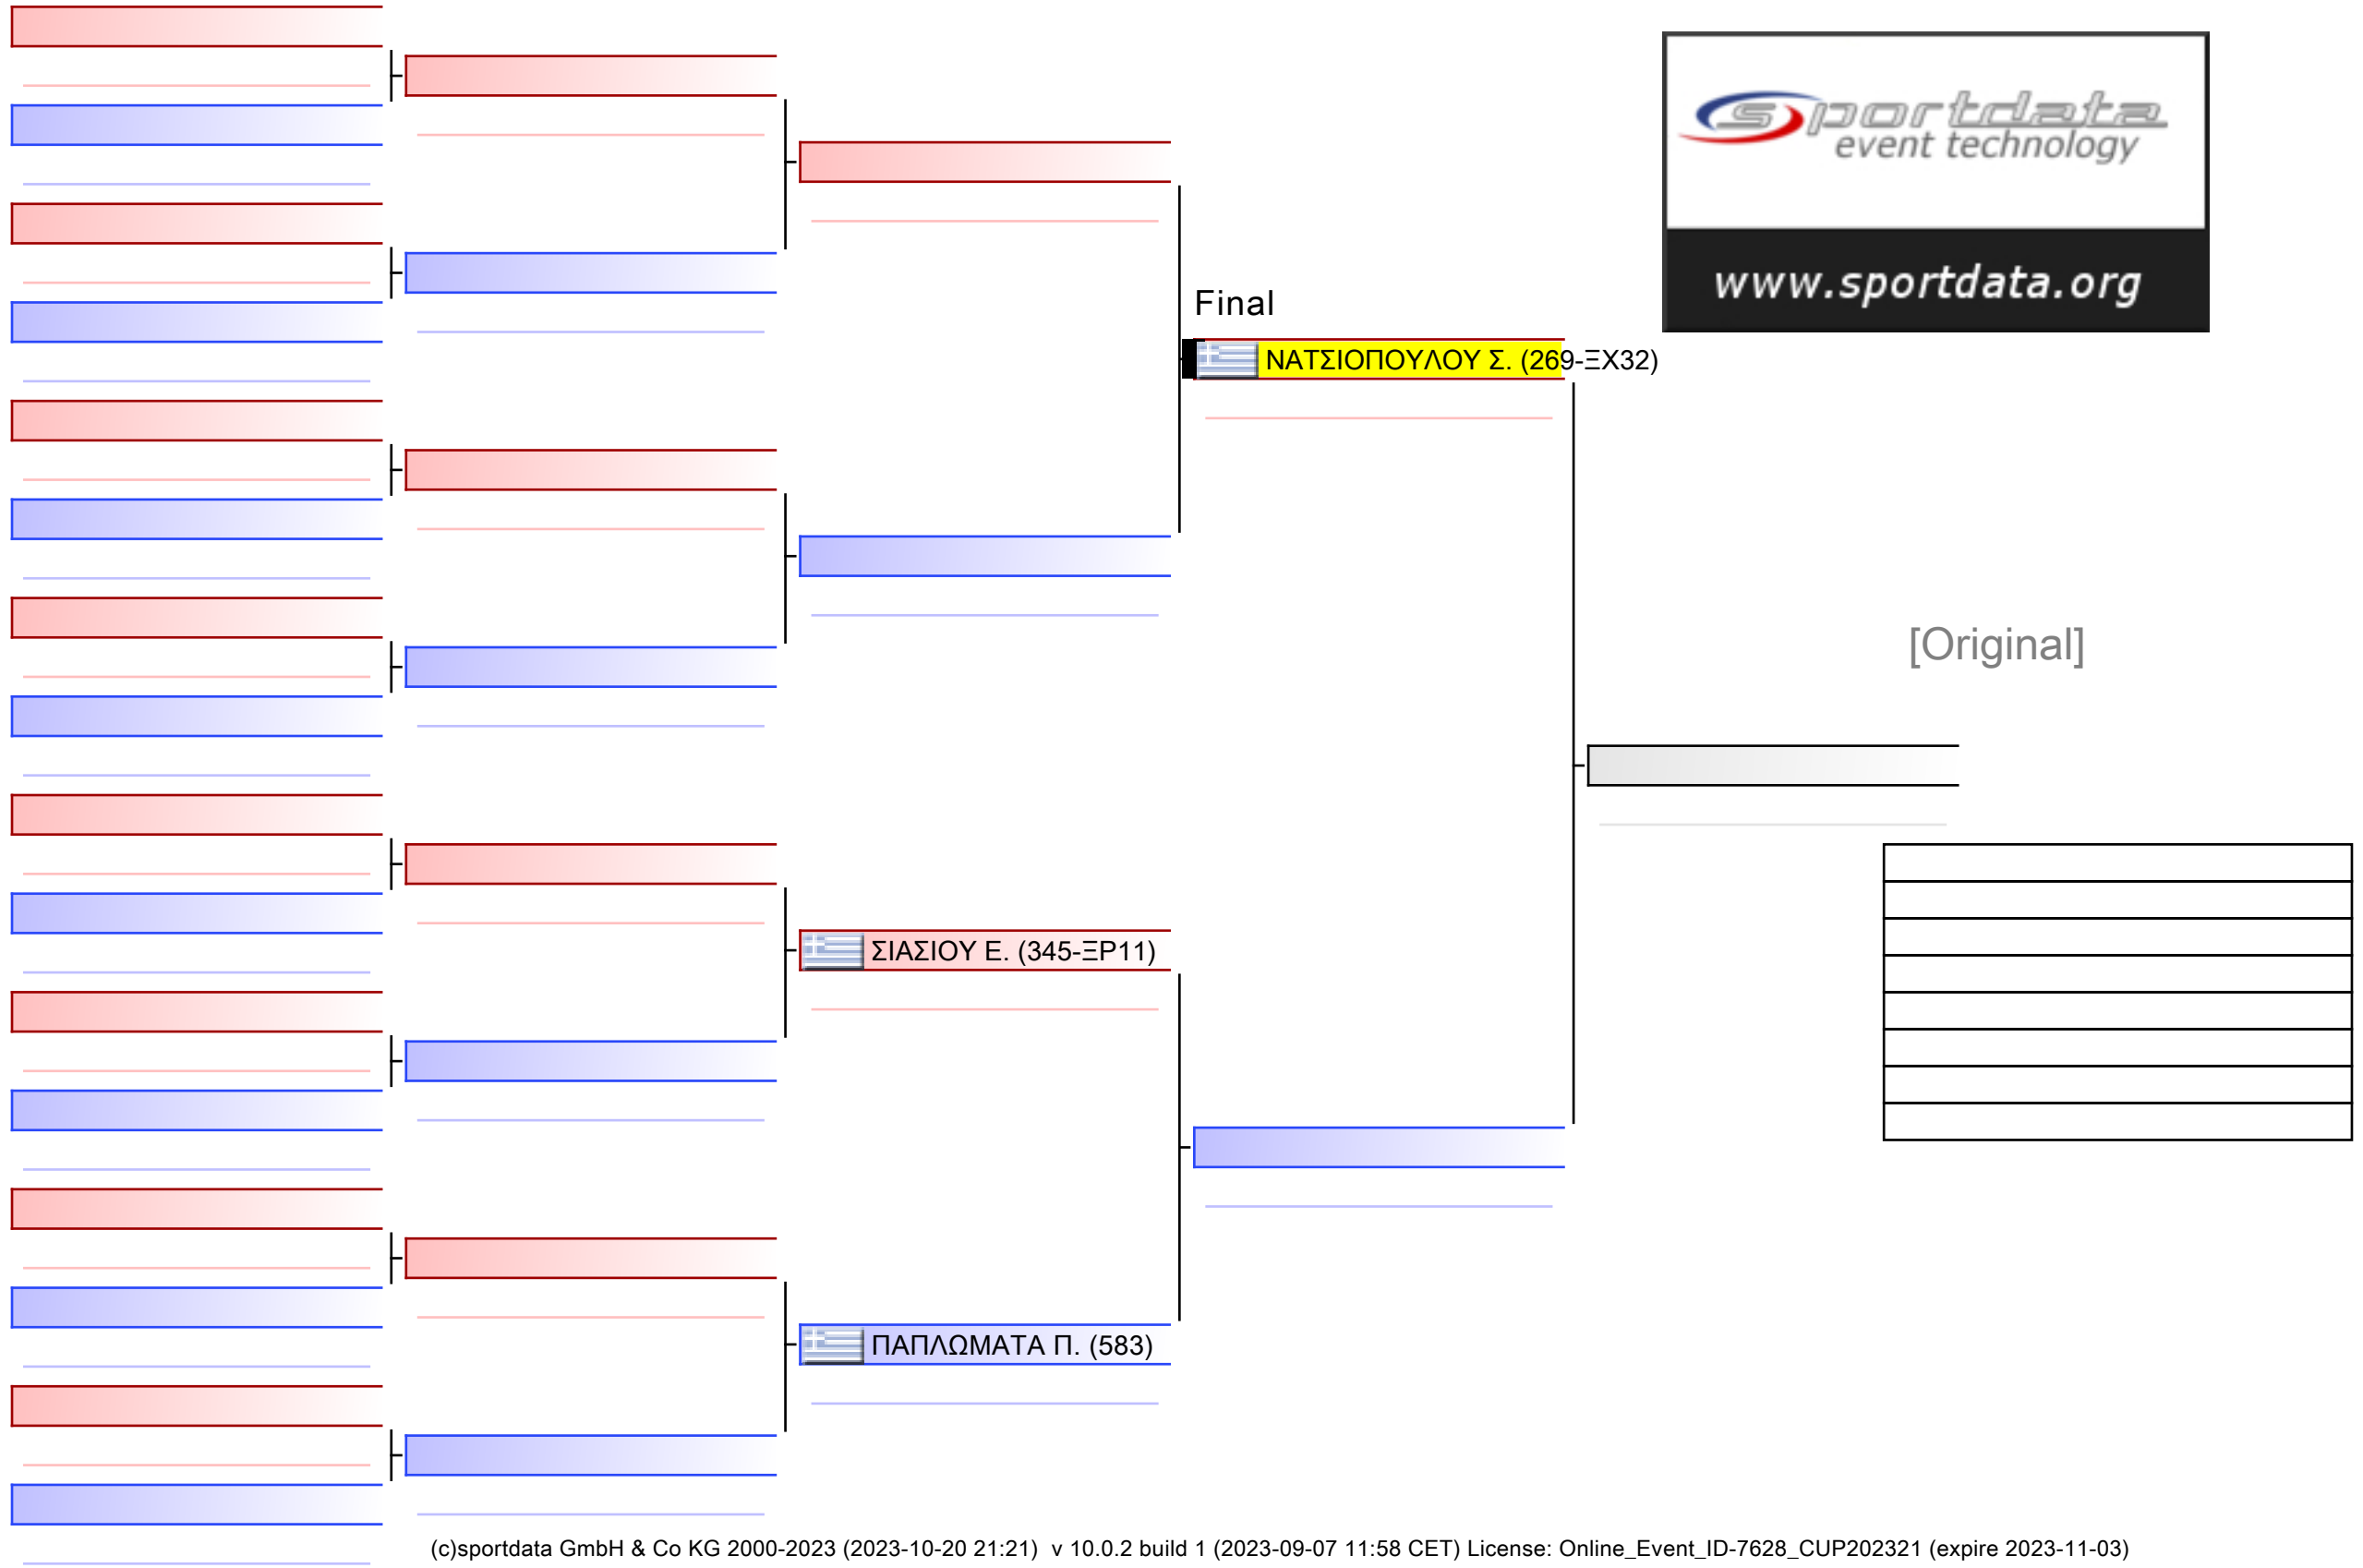 sportdata
event technology
www.sportdata.org
Final
ΝΑΤΣΙΟΠΟΥΛΟΥ Σ. (269-ΞΧ32)
[Original]
ΣΙΑΣΙΟΥ Ε. (345-ΞΡ11)
ΠΑΠΛΩΜΑΤΑ Π. (583)
(c)sportdata GmbH & Co KG 2000-2023 (2023-10-20 21:21) v 10.0.2 build 1 (2023-09-07 11:58 CET) License: Online_Event_ID-7628_CUP202321 (expire 2023-11-03)